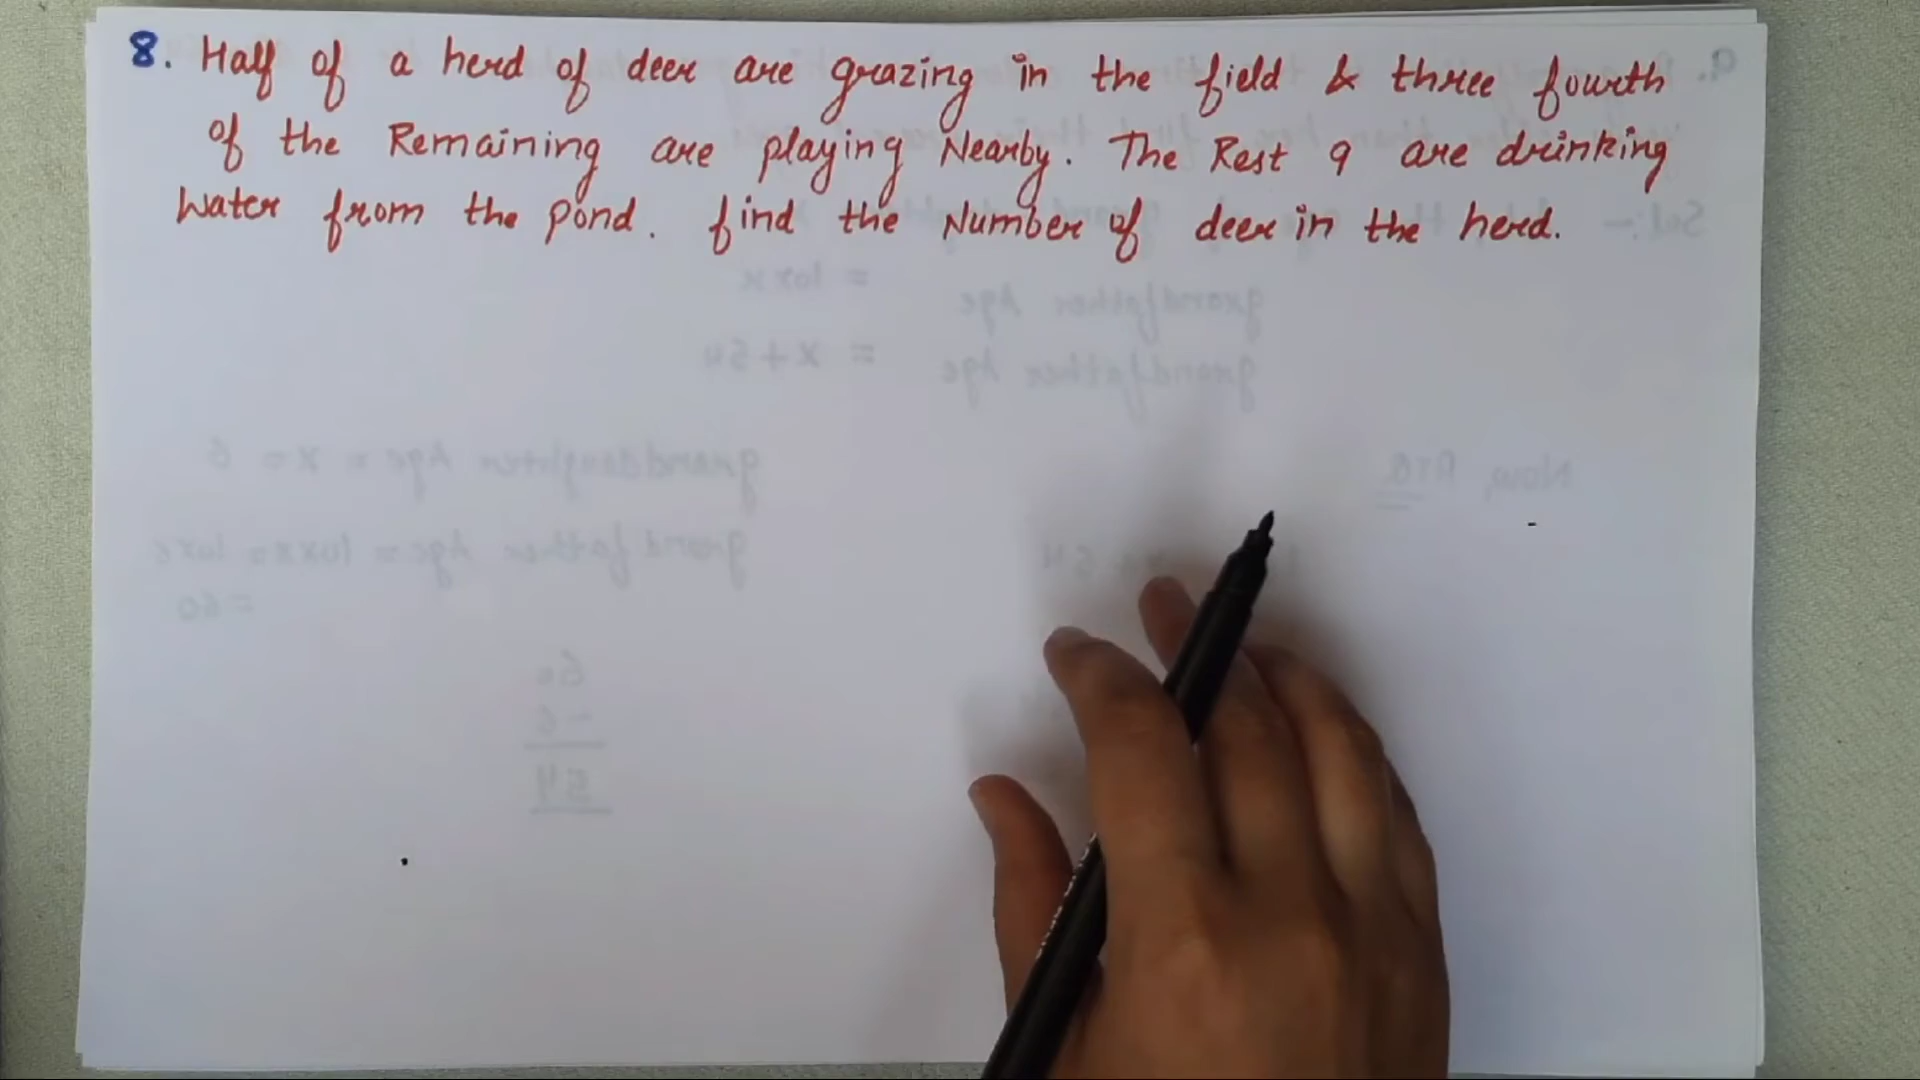 8. Half of a herd of deer are grazing in the field & three fourth
of the Remaining are playing Nearby. The Rest 9 are drinking
Water from the pond. find the Number of deer in the herd.